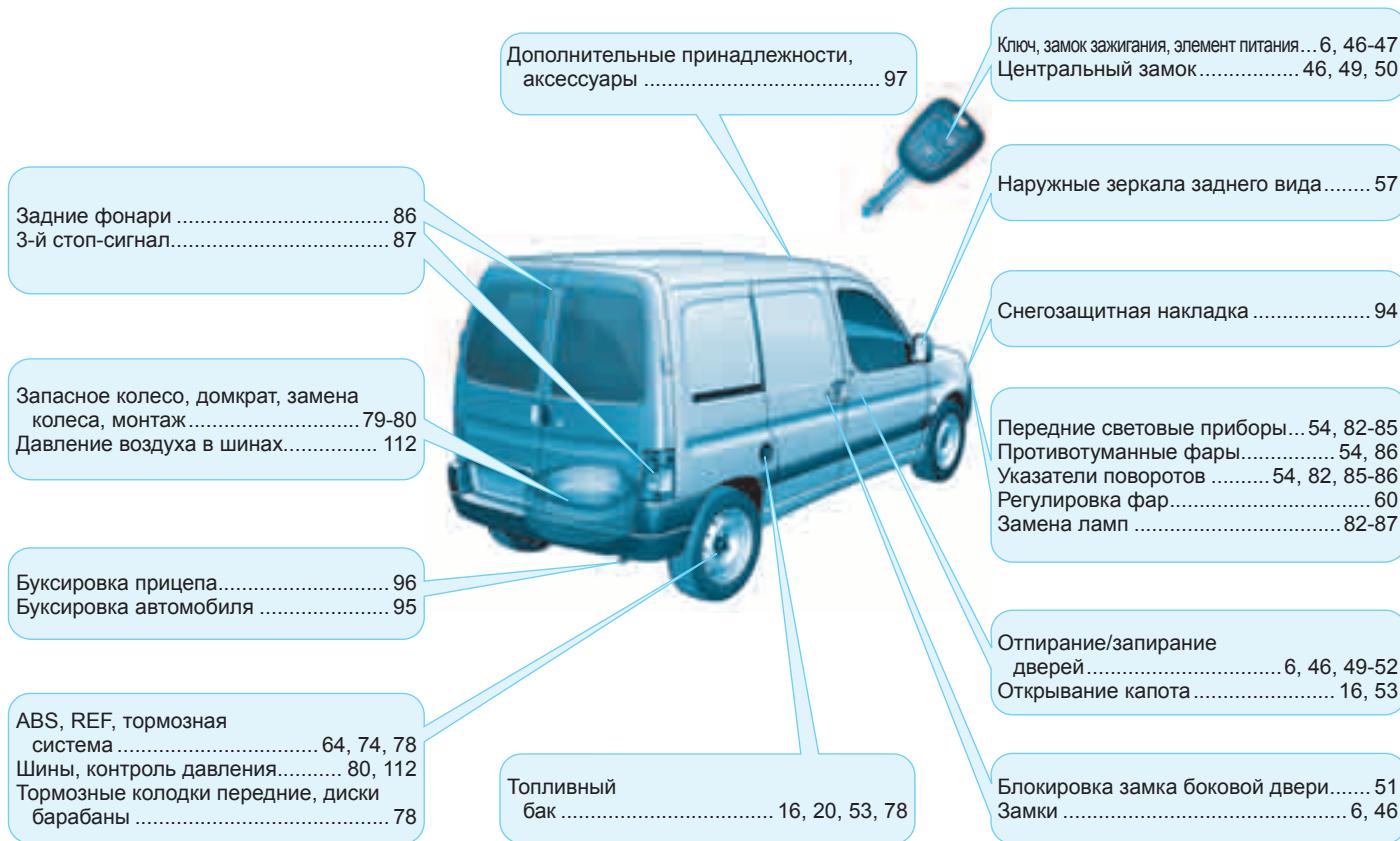 Дополнительные принадлежности,
аксессуары ........................................ 97
Ключ, замок зажигания, элемент питания... 6, 46-47
Центральный замок ................. 46, 49, 50
Задние фонари .................................... 86
3-й стоп-сигнал..................................... 87
Наружные зеркала заднего вида........ 57
Снегозащитная накладка .................... 94
Запасное колесо, домкрат, замена
колеса, монтаж ............................. 79-80
Давление воздуха в шинах............... 112
Передние световые приборы... 54, 82-85
Противотуманные фары................ 54, 86
Указатели поворотов .......... 54, 82, 85-86
Регулировка фар................................... 60
Замена ламп ................................... 82-87
Буксировка прицепа............................. 96
Буксировка автомобиля ....................... 95
Отпирание/запирание
дверей................................. 6, 46, 49-52
Открывание капота ........................ 16, 53
ABS, REF, тормозная
система .................................. 64, 74, 78
Шины, контроль давления........... 80, 112
Тормозные колодки передние, диски
барабаны ........................................... 78
Топливный
бак .................................... 16, 20, 53, 78
Блокировка замка боковой двери....... 51
Замки ................................................ 6, 46